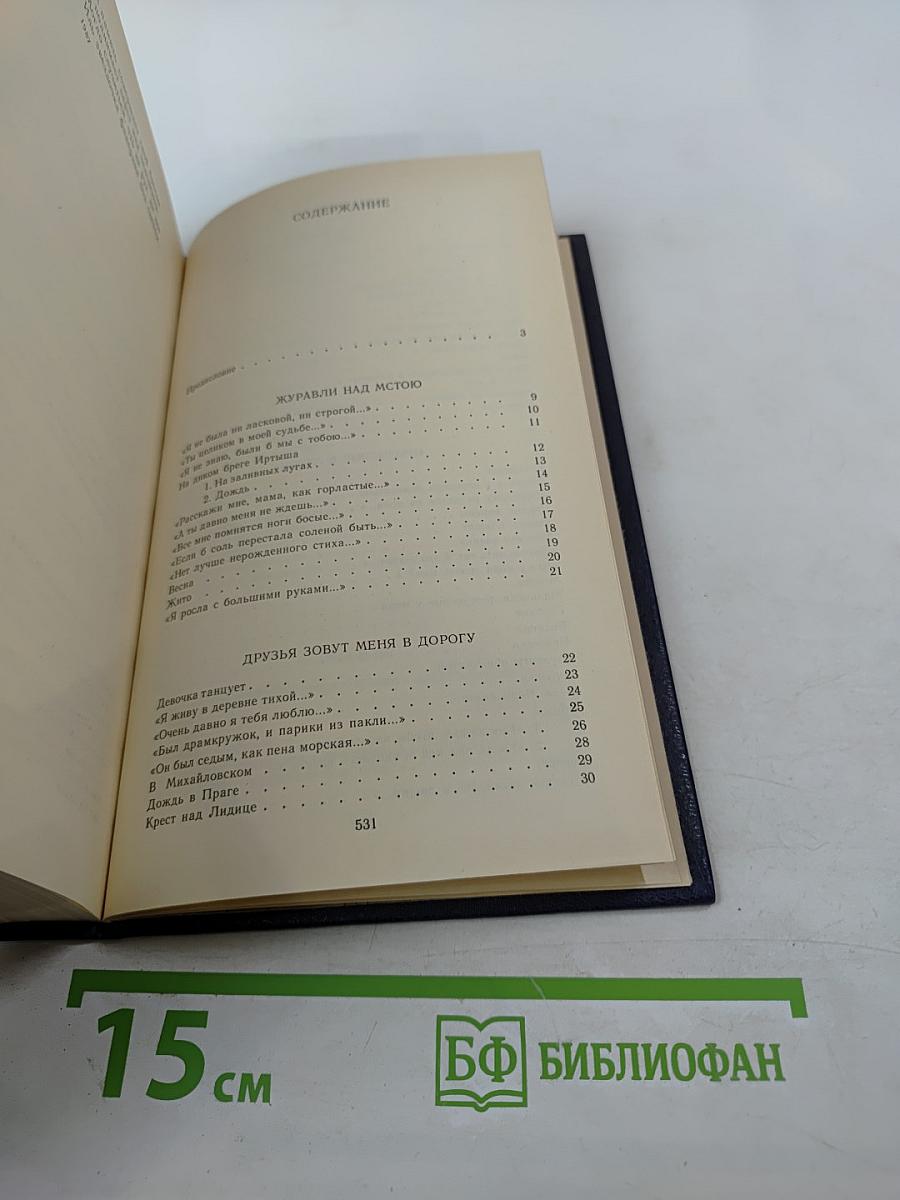 СОДЕРЖАНИЕ
Предисловие . . . . . . . . . . . . . . . . . 3
ЖУРАВЛИ НАД МСТОЮ
«Я не была ни ласковой, ни строгой...» . . . . . . . 9
«Ты целиком в моей судьбе...» . . . . . . . . . . 10
«Я не знаю, были б мы с тобою...» . . . . . . . . . 11
На диком бреге Иртыша
1. На заливных лугах . . . . . . . . . . . 12
2. Дождь . . . . . . . . . . . . . . . 13
«Расскажи мне, мама, как горластые...» . . . . . . . 14
«А ты давно меня не ждешь...» . . . . . . . . . . 15
«Все мне помнятся ноги босые...» . . . . . . . . . 16
«Если б соль перестала соленой быть...» . . . . . . . 17
«Нет лучше нерожденного стиха...» . . . . . . . . . 18
Весна . . . . . . . . . . . . . . . . . 19
Жито . . . . . . . . . . . . . . . . . 20
«Я росла с большими руками...» . . . . . . . . . . 21
ДРУЗЬЯ ЗОВУТ МЕНЯ В ДОРОГУ
Девочка танцует . . . . . . . . . . . . . . 22
«Я живу в деревне тихой...» . . . . . . . . . . . 23
«Очень давно я тебя люблю...» . . . . . . . . . . 24
«Был драмкружок, и парики из пакли...» . . . . . . . 25
«Он был седым, как пена морская...» . . . . . . . . 26
В Михайловском . . . . . . . . . . . . . . 28
Дождь в Праге . . . . . . . . . . . . . . . 29
Крест над Лидице . . . . . . . . . . . . . . 30
531
15 см
БФ БИБЛИОФАН